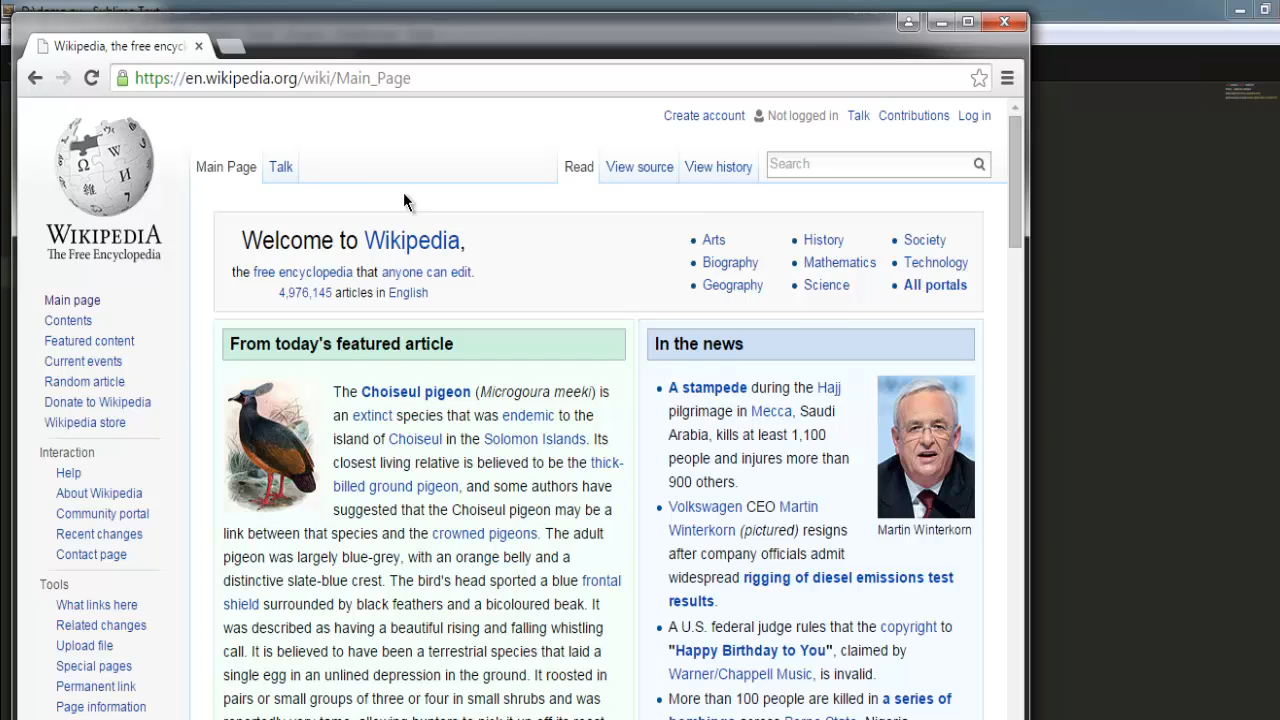 Wikipedia, the free encycl
https://en.wikipedia.org/wiki/Main_Page
Create account Not logged in Talk Contributions Log in
Main Page Talk Read View source View history Search
WIKIPEDIA
The Free Encyclopedia
Main page
Contents
Featured content
Current events
Random article
Donate to Wikipedia
Wikipedia store
Interaction
Help
About Wikipedia
Community portal
Recent changes
Contact page
Tools
What links here
Related changes
Upload file
Special pages
Permanent link
Page information
Welcome to Wikipedia,
the free encyclopedia that anyone can edit.
4,976,145 articles in English
Arts
Biography
Geography
History
Mathematics
Science
Society
Technology
All portals
From today's featured article
The Choiseul pigeon (Microgoura meeki) is
an extinct species that was endemic to the
island of Choiseul in the Solomon Islands. Its
closest living relative is believed to be the thick-
billed ground pigeon, and some authors have
suggested that the Choiseul pigeon may be a
link between that species and the crowned pigeons. The adult
pigeon was largely blue-grey, with an orange belly and a
distinctive slate-blue crest. The bird's head sported a blue frontal
shield surrounded by black feathers and a bicoloured beak. It
was described as having a beautiful rising and falling whistling
call. It is believed to have been a terrestrial species that laid a
single egg in an unlined depression in the ground. It roosted in
pairs or small groups of three or four in small shrubs and was
In the news
A stampede during the Hajj
pilgrimage in Mecca, Saudi
Arabia, kills at least 1,100
people and injures more than
900 others.
Volkswagen CEO Martin
Winterkorn (pictured) resigns
after company officials admit
widespread rigging of diesel emissions test
results.
Martin Winterkorn
A U.S. federal judge rules that the copyright to
"Happy Birthday to You", claimed by
Warner/Chappell Music, is invalid.
More than 100 people are killed in a series of